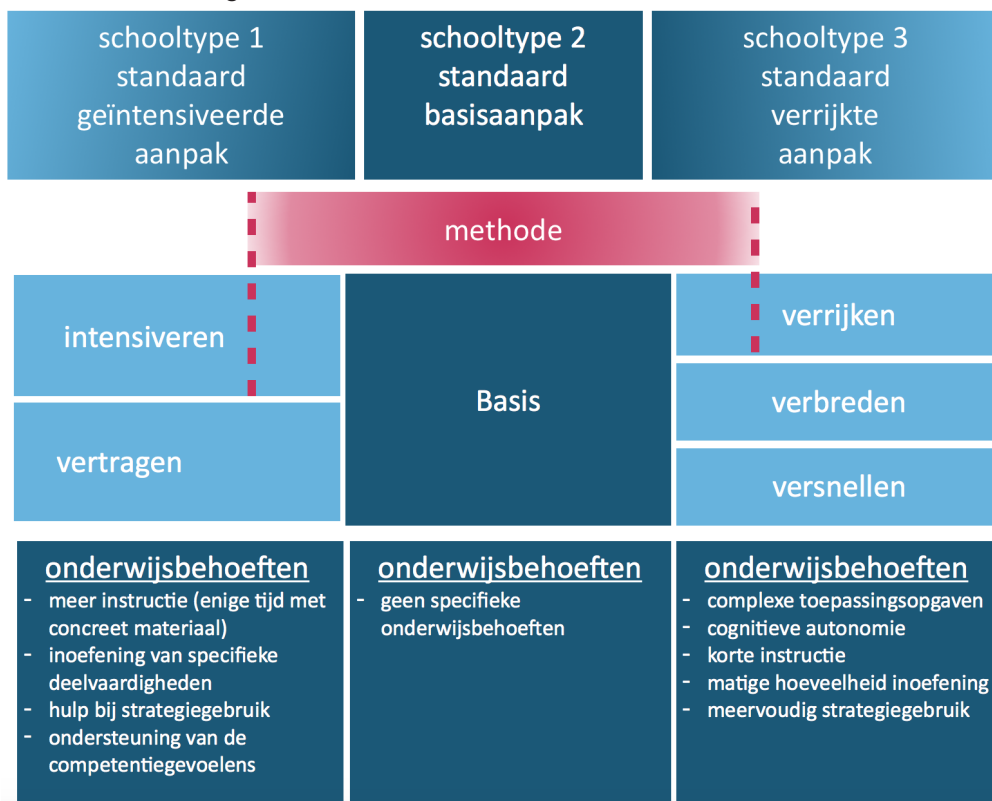 schooltype 1
standaard
geïntensiveerde
aanpak
schooltype 2
standaard
basisaanpak
schooltype 3
standaard
verrijkte
aanpak
methode
intensiveren
vertragen
Basis
verrijken
verbreden
versnellen
onderwijsbehoeften
- meer instructie (enige tijd met
concreet materiaal)
- inoefening van specifieke
deelvaardigheden
- hulp bij strategiegebruik
- ondersteuning van de
competentiegevoelens
onderwijsbehoeften
- geen specifieke
onderwijsbehoeften
onderwijsbehoeften
- complexe toepassingsopgaven
- cognitieve autonomie
- korte instructie
- matige hoeveelheid inoefening
- meervoudig strategiegebruik